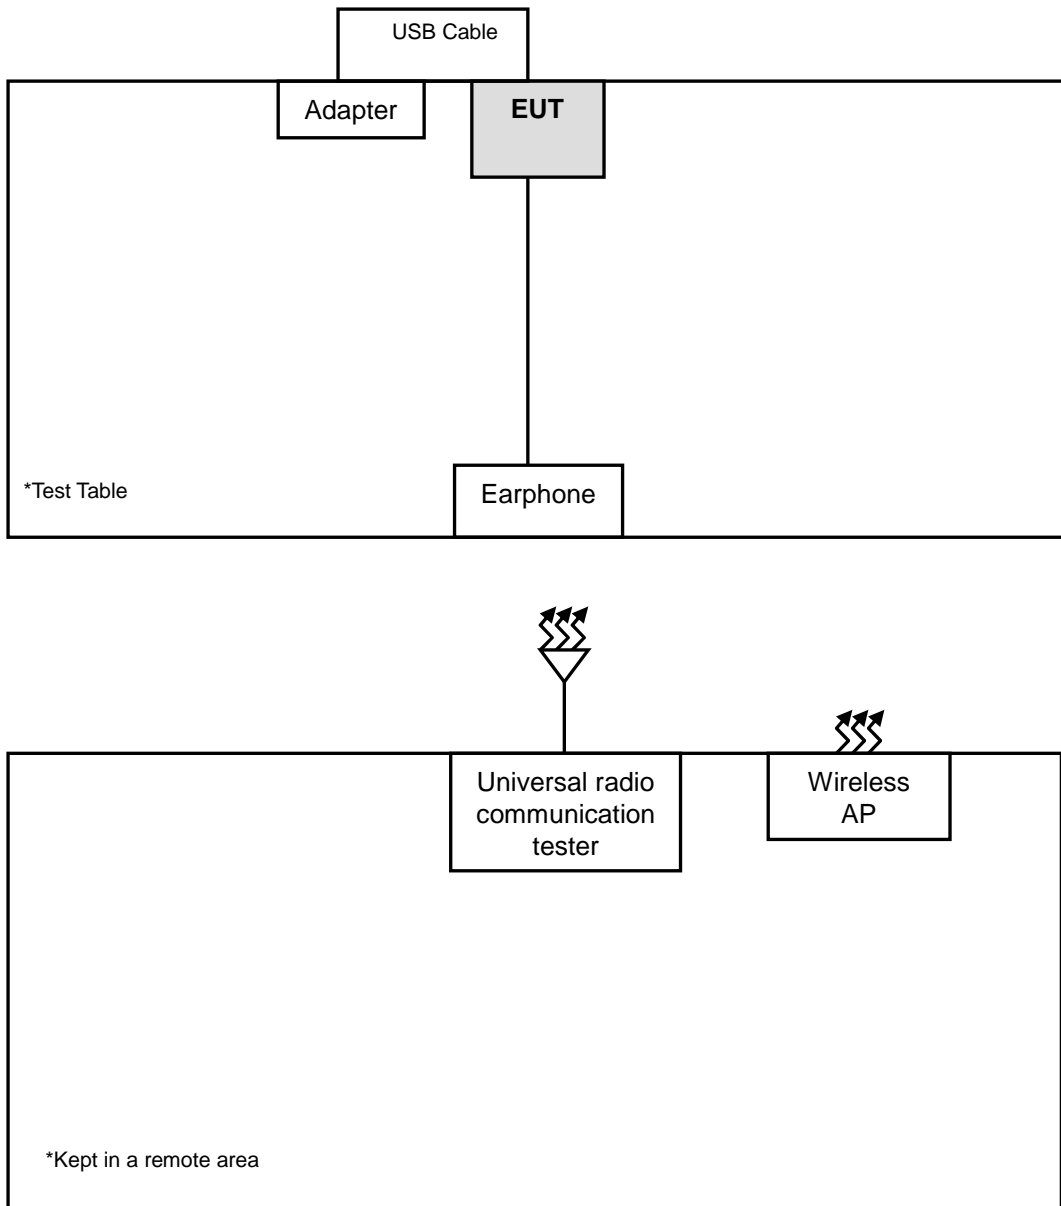 USB Cable
Adapter
EUT
*Test Table
Earphone
Universal radio
communication
tester
Wireless
AP
*Kept in a remote area